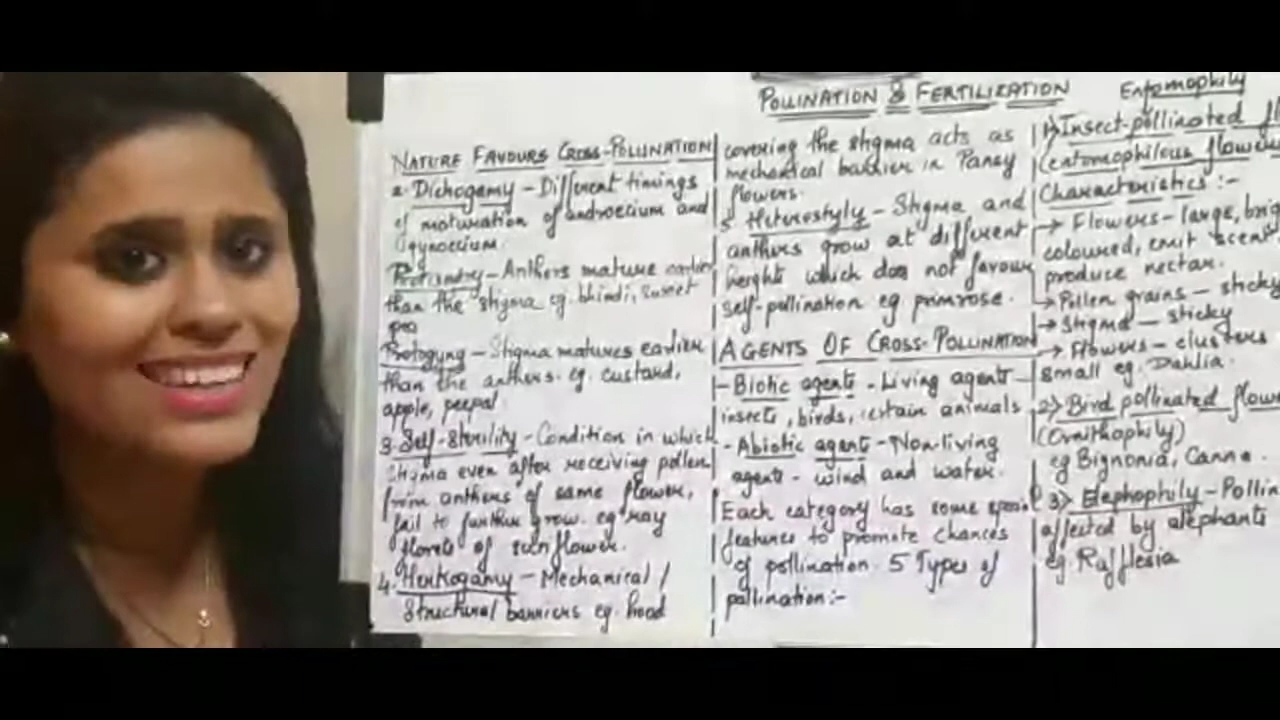 POLLINATION & FERTILIZATION
NATURE FAVOURS CROSS-POLLINATION
2. Dichogamy - Different timings
of maturation of androecium and
gynoecium.
Protandry - Anthers mature earlier
than the stigma eg. bhindi, sweet
pea
Protogyny - Stigma matures earlier
than the anthers. eg. custard,
apple, peepal
3. Self-Sterility - Condition in which
stigma even after receiving pollen
from anthers of same flower,
fail to further grow. eg ray
florets of sunflower.
4. Herkogamy - Mechanical /
Structural barriers eg. hood
covering the stigma acts as
mechanical barrier in Pansy
flowers.
5 Heterostyly - Stigma and
anthers grow at different
heights which does not favour
self-pollination eg primrose.
AGENTS OF CROSS-POLLINATION
- Biotic agents - Living agent -
insects, birds, certain animals
- Abiotic agent - Non-living
agents - wind and water.
Each category has some special
features to promote chances
of pollination. 5 Types of
pollination:-
Entomophily
1) Insect-pollinated
(entomophilous flowers
Characteristics :-
→ Flowers - large,
coloured, emit scent
produce nectar.
→ Pollen grains - sticky
→ Stigma - sticky
→ Flowers - clusters
small eg. Dahlia.
2) Bird pollinated
(Ornithophily)
eg Bignonia, Canna.
3) Elephophily -
affected by elephants
eg. Rafflesia